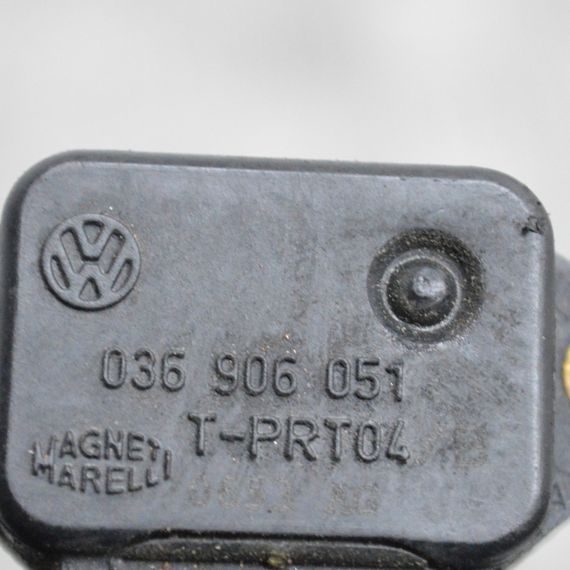 036 906 051
T-PRT04
MAGNETI
MARELLI